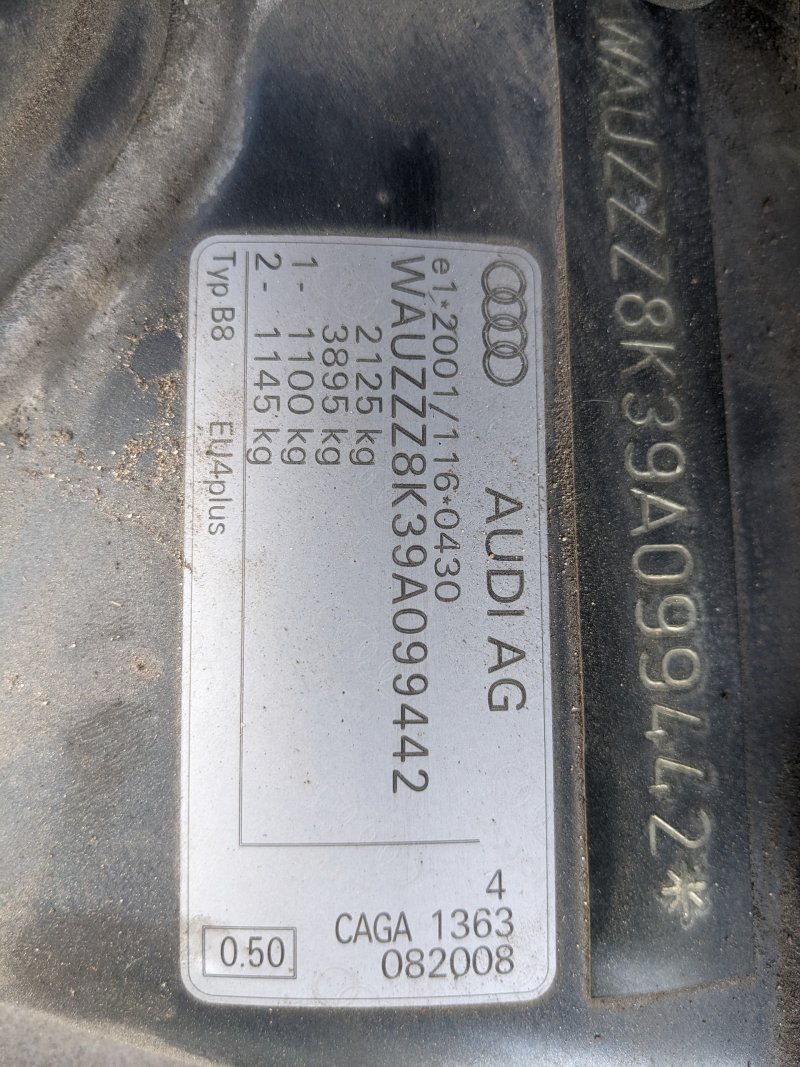 WAUZZZ8K39A099442*
AUDI AG
e1*2001/116*0430
WAUZZZ8K39A099442
2125 kg
3895 kg
1- 1100 kg
2- 1145 kg
Typ B8 EU4plus
4
CAGA 1363
082008
0.50